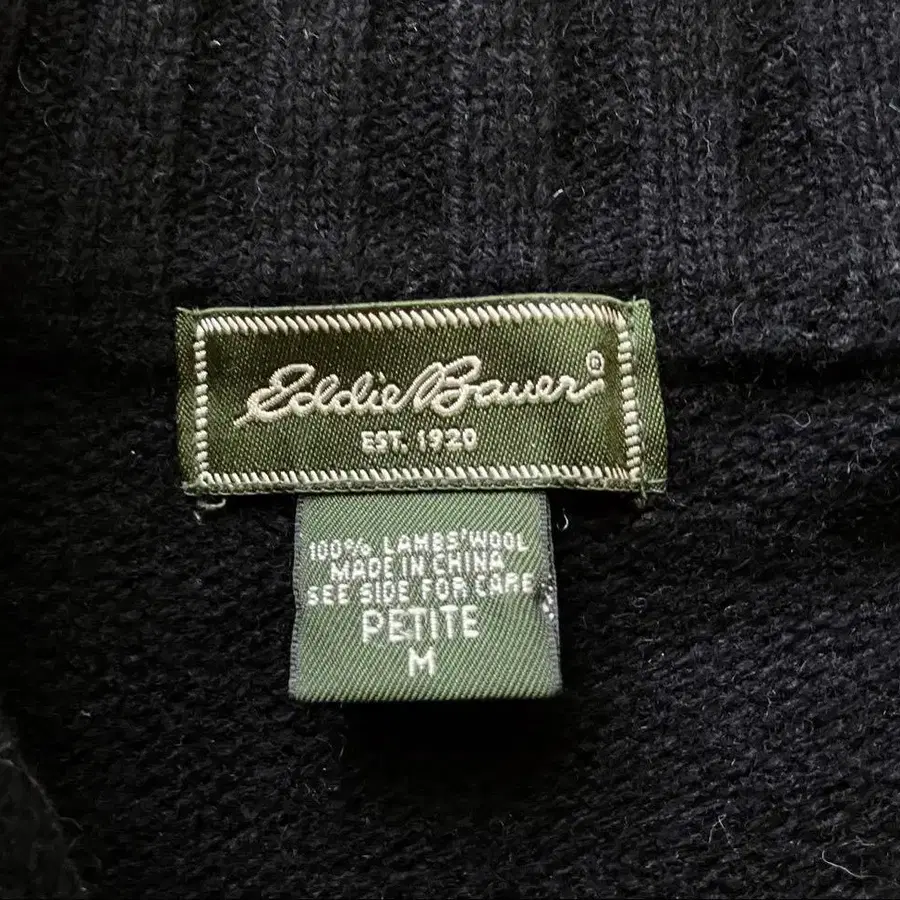 Eddie Bauer®
EST. 1920
100% LAMBS'WOOL
MADE IN CHINA
SEE SIDE FOR CARE
PETITE
M